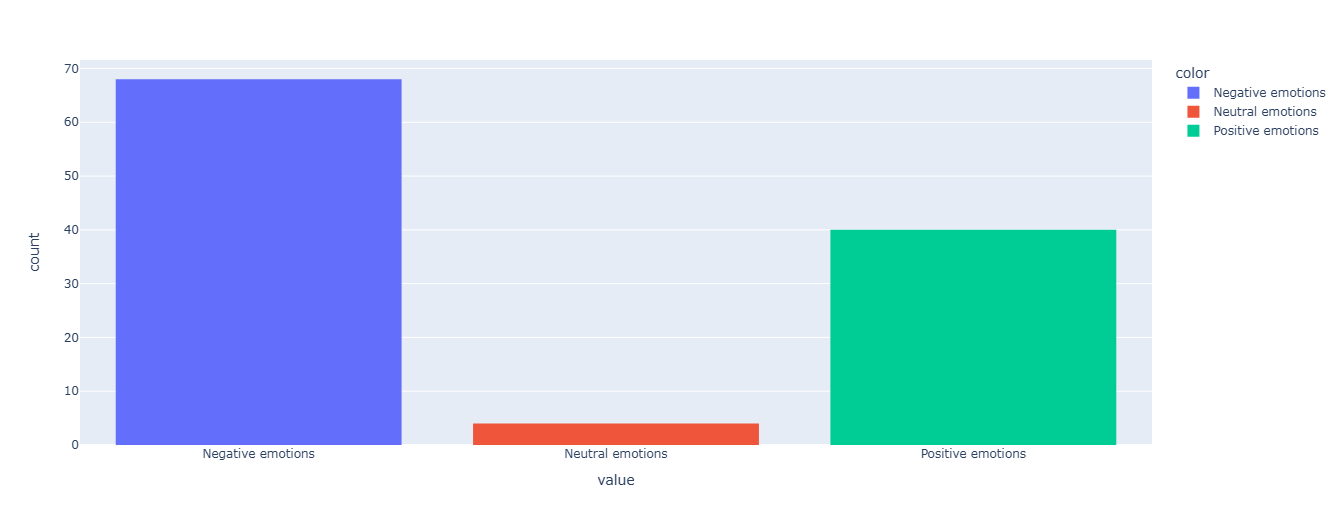 color
Negative emotions
Neutral emotions
Positive emotions
count
70
60
50
40
30
20
10
0
Negative emotions
Neutral emotions
Positive emotions
value